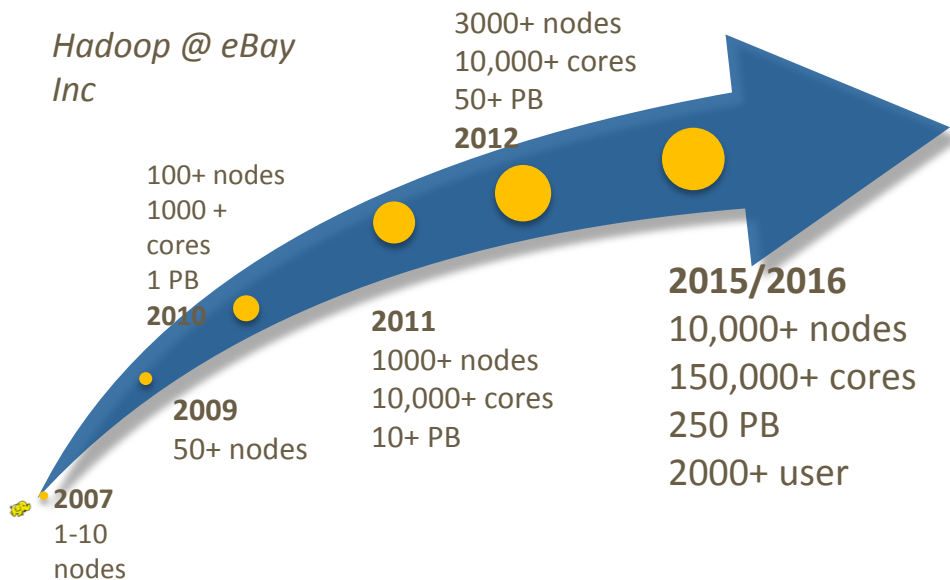 Hadoop @ eBay
Inc
3000+ nodes
10,000+ cores
50+ PB
2012
100+ nodes
1000 +
cores
1 PB
2010
2015/2016
10,000+ nodes
150,000+ cores
250 PB
2000+ user
2011
1000+ nodes
10,000+ cores
10+ PB
2009
50+ nodes
2007
1-10
nodes